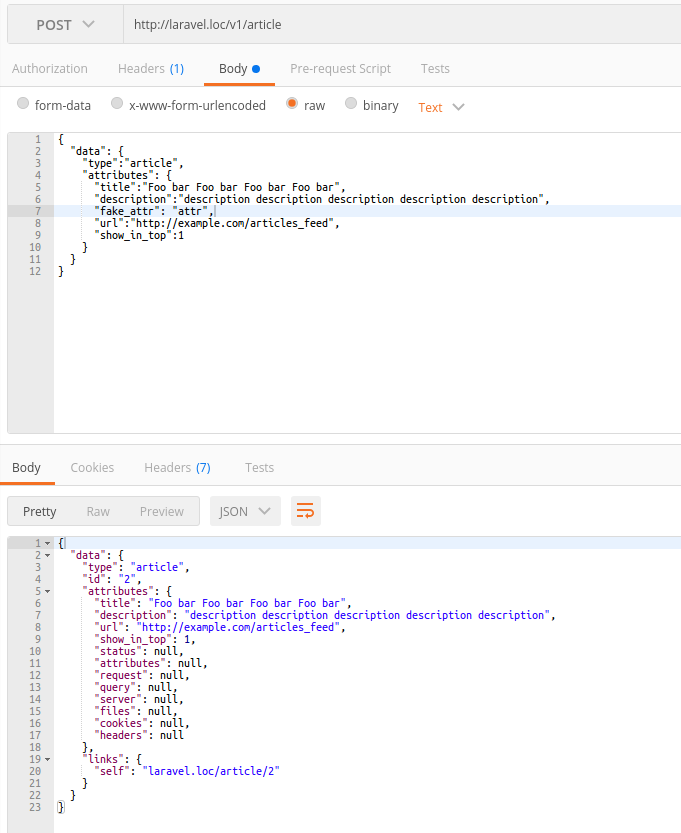 POST http://laravel.loc/v1/article
Authorization Headers (1) Body Pre-request Script Tests
form-data x-www-form-urlencoded raw binary Text
1 {
2 "data": {
3 "type":"article",
4 "attributes": {
5 "title":"Foo bar Foo bar Foo bar Foo bar",
6 "description":"description description description description description",
7 "fake_attr": "attr",
8 "url":"http://example.com/articles_feed",
9 "show_in_top":1
10 }
11 }
12 }
Body Cookies Headers (7) Tests
Pretty Raw Preview JSON
1 {
2 "data": {
3 "type": "article",
4 "id": "2",
5 "attributes": {
6 "title": "Foo bar Foo bar Foo bar Foo bar",
7 "description": "description description description description description",
8 "url": "http://example.com/articles_feed",
9 "show_in_top": 1,
10 "status": null,
11 "attributes": null,
12 "request": null,
13 "query": null,
14 "server": null,
15 "files": null,
16 "cookies": null,
17 "headers": null
18 },
19 "links": {
20 "self": "laravel.loc/article/2"
21 }
22 }
23 }